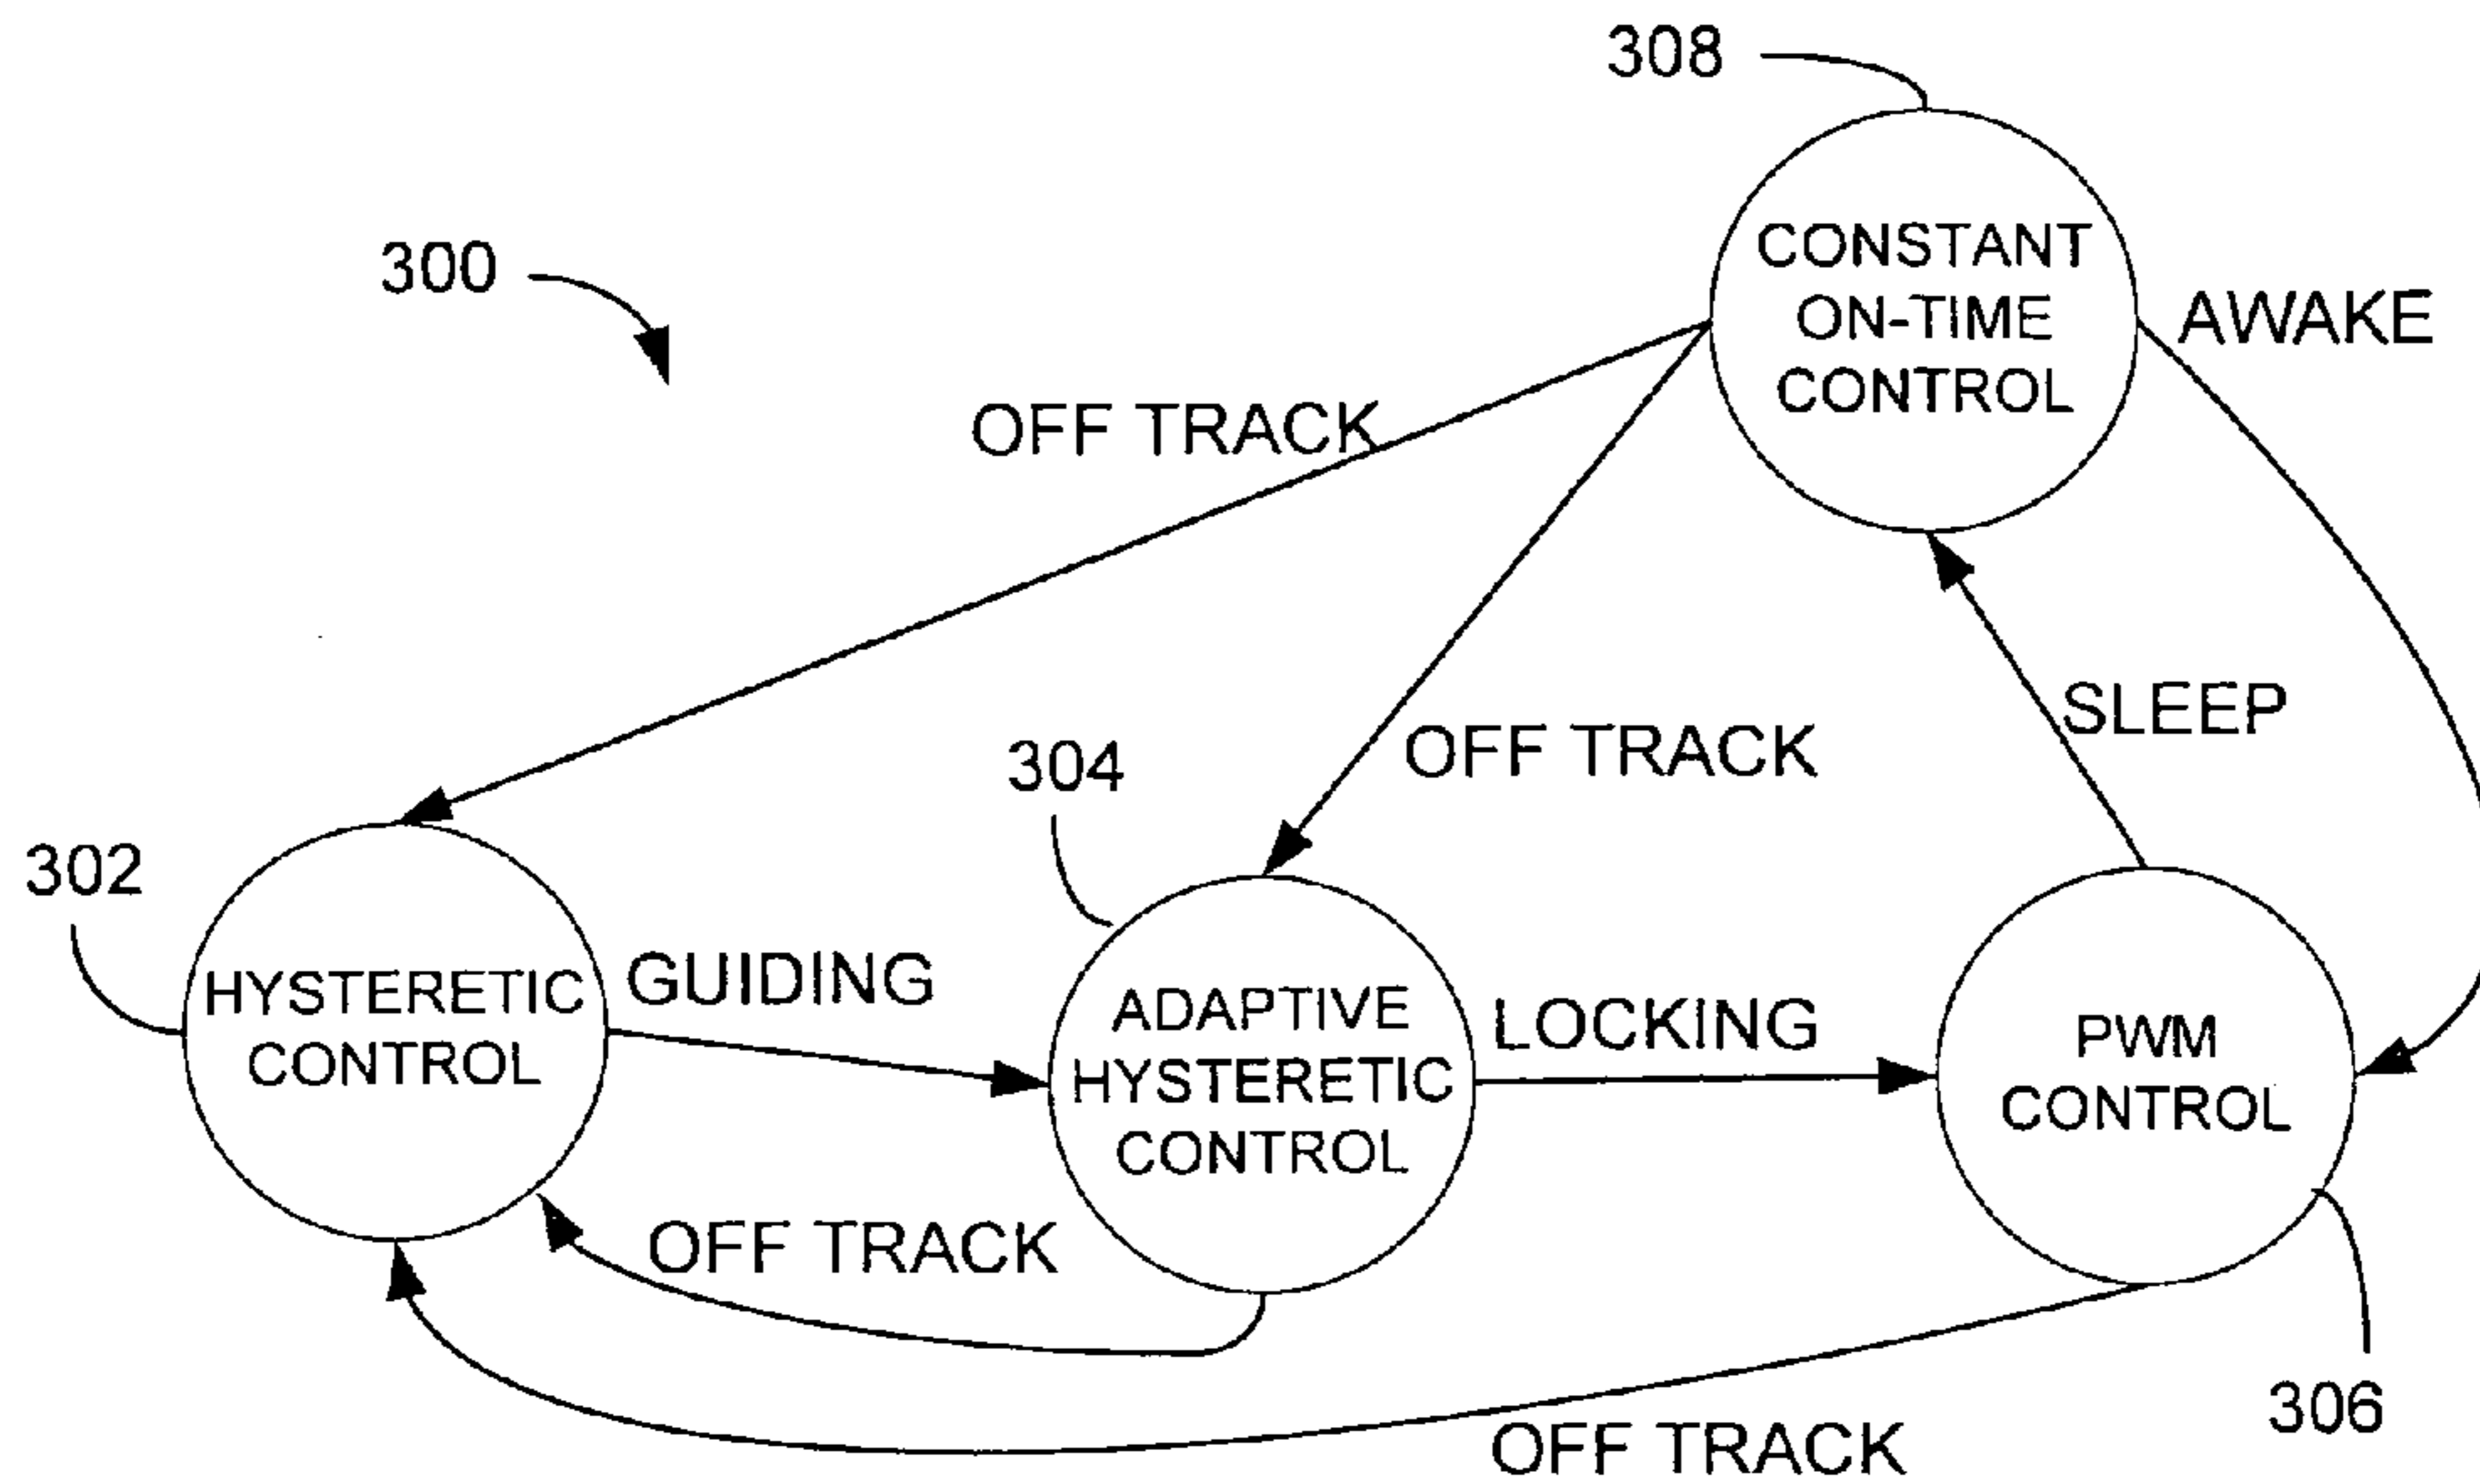 308
300
CONSTANT
ON-TIME
CONTROL
AWAKE
OFF TRACK
SLEEP
OFF TRACK
304
302
HYSTERETIC
CONTROL
GUIDING
ADAPTIVE
HYSTERETIC
CONTROL
LOCKING
PWM
CONTROL
OFF TRACK
306
OFF TRACK